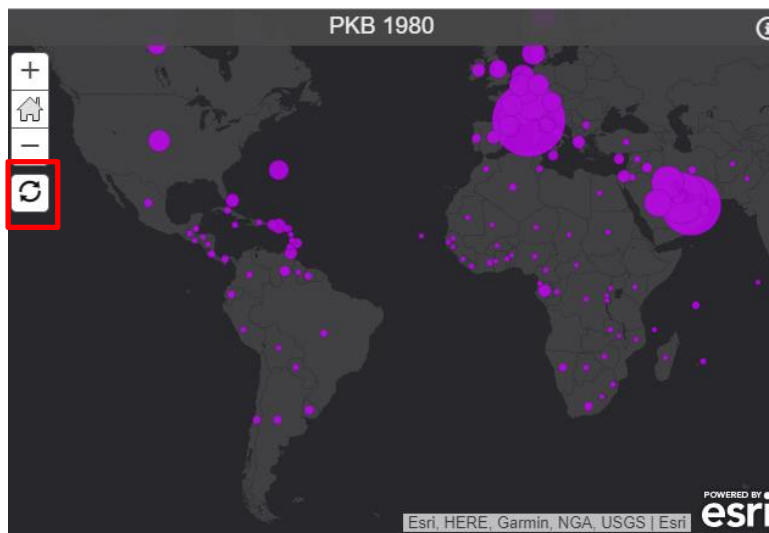 PKB 1980
+
−
Esri, HERE, Garmin, NGA, USGS | Esri
POWERED BY
esri